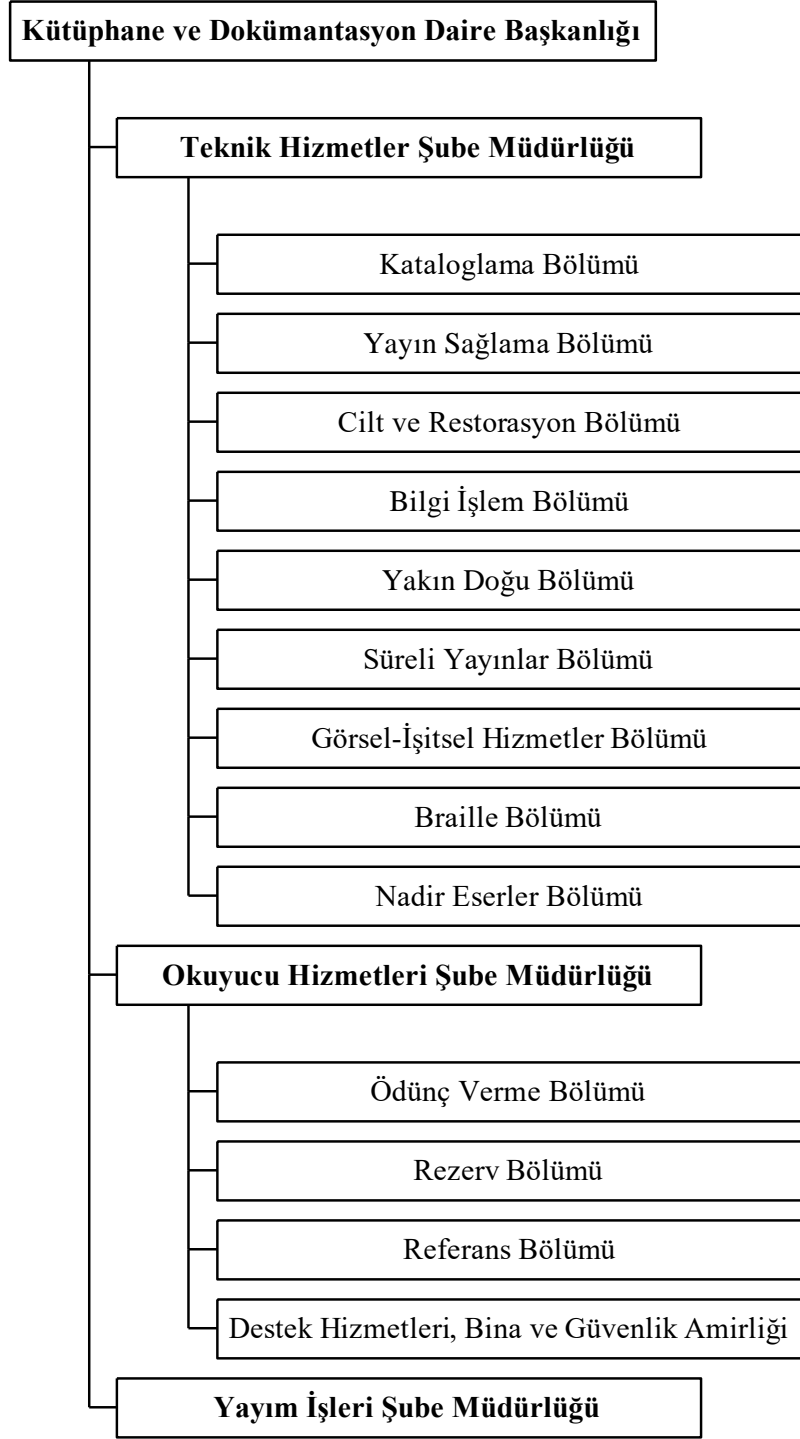 Kütüphane ve Dokümantasyon Daire Başkanlığı
Teknik Hizmetler Şube Müdürlüğü
Kataloglama Bölümü
Yayın Sağlama Bölümü
Cilt ve Restorasyon Bölümü
Bilgi İşlem Bölümü
Yakın Doğu Bölümü
Süreli Yayınlar Bölümü
Görsel-İşitsel Hizmetler Bölümü
Braille Bölümü
Nadir Eserler Bölümü
Okuyucu Hizmetleri Şube Müdürlüğü
Ödünç Verme Bölümü
Rezerv Bölümü
Referans Bölümü
Destek Hizmetleri, Bina ve Güvenlik Amirliği
Yayım İşleri Şube Müdürlüğü